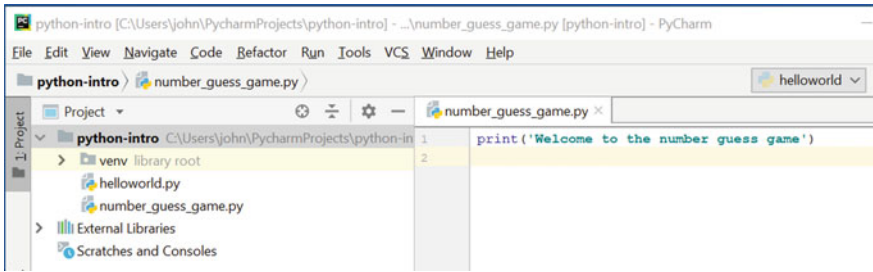 python-intro [C:\Users\john\PycharmProjects\python-intro] - ...\number_guess_game.py [python-intro] - PyCharm
File Edit View Navigate Code Refactor Run Tools VCS Window Help
python-intro number_guess_game.py helloworld
1: Project
Project
number_guess_game.py
python-intro C:\Users\john\PycharmProjects\python-in
venv library root
helloworld.py
number_guess_game.py
External Libraries
Scratches and Consoles
1 print('Welcome to the number guess game')
2